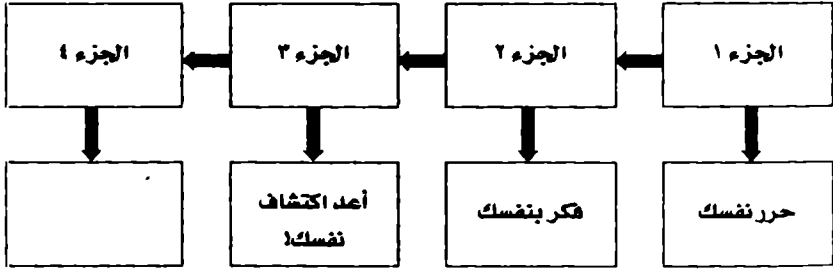 الجزء ١
الجزء ٢
الجزء ٣
الجزء ٤
حرر نفسك
فكر بنفسك
أعد اكتشاف
نفسك!